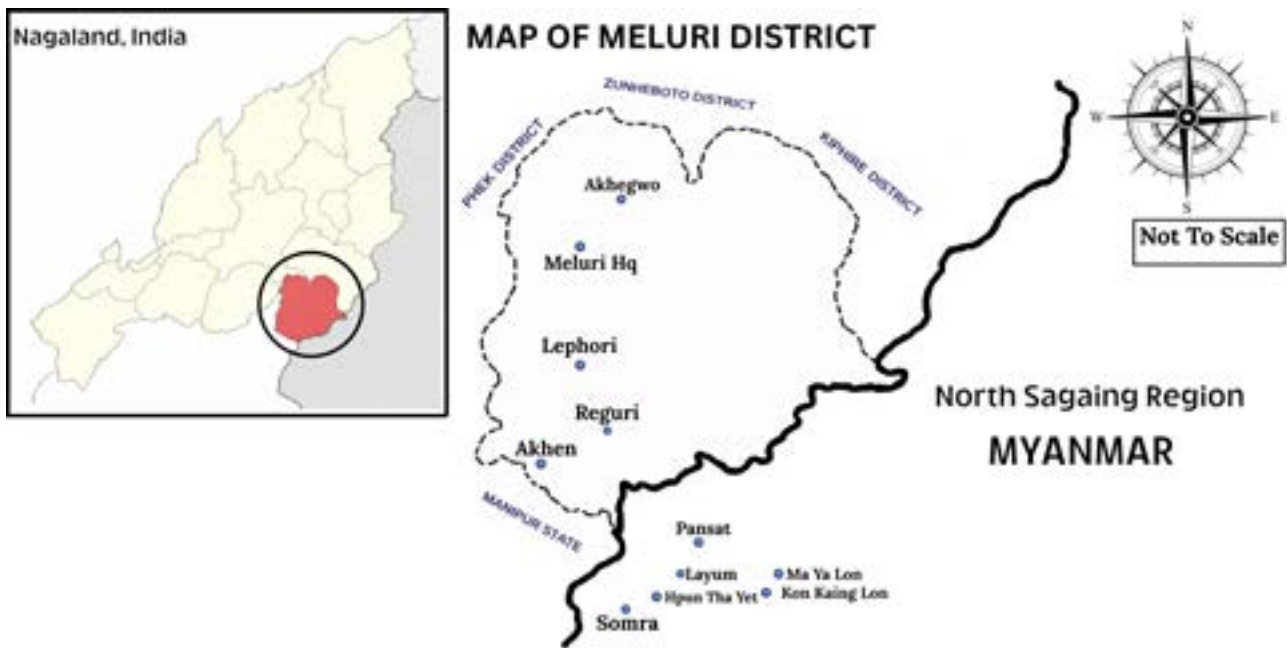 Nagaland, India
MAP OF MELURI DISTRICT
N
W
E
S
Not To Scale
ZUNHEBOTO DISTRICT
PHEK DISTRICT
KIPHIRE DISTRICT
Akhegwo
Meluri Hq
Lephori
Reguri
Akhen
MANIPUR STATE
North Sagaing Region
MYANMAR
Pansat
Layum
Ma Ya Lon
Hpun Tha Yet
Kon Kaing Lon
Somra